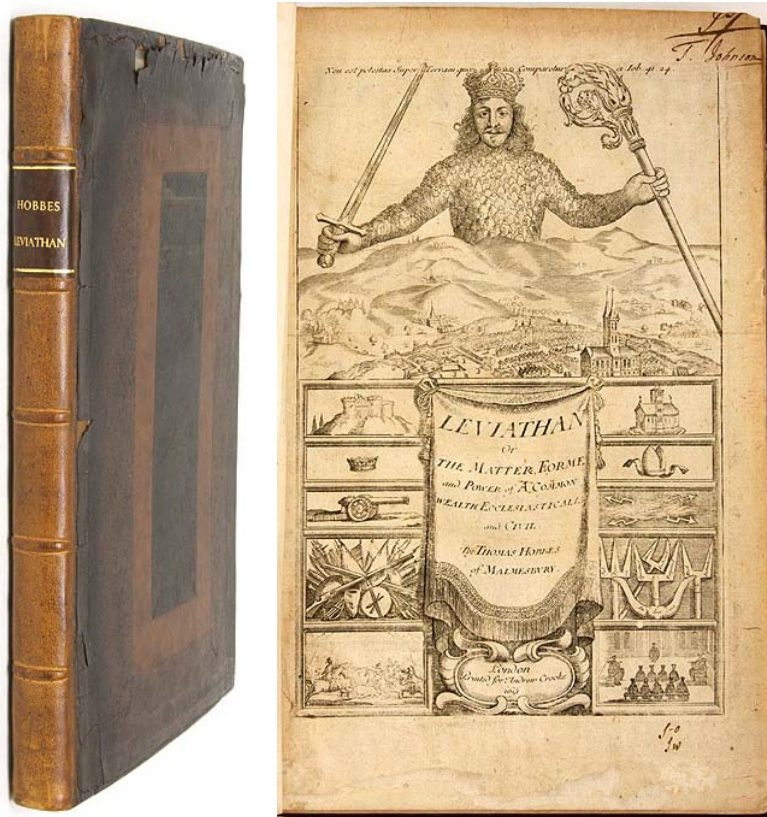 HOBBES
LEVIATHAN
T. Johnson
Non est potestas Super Terram quae Comparetur ei Iob. 41. 24
LEVIATHAN
Or
THE MATTER, FORME
and POWER of A COMMON
WEALTH ECCLESIASTICALL
and CIVIL
By THOMAS HOBBES
of MALMESBURY.
London
Printed for Andrew Crooke
1651